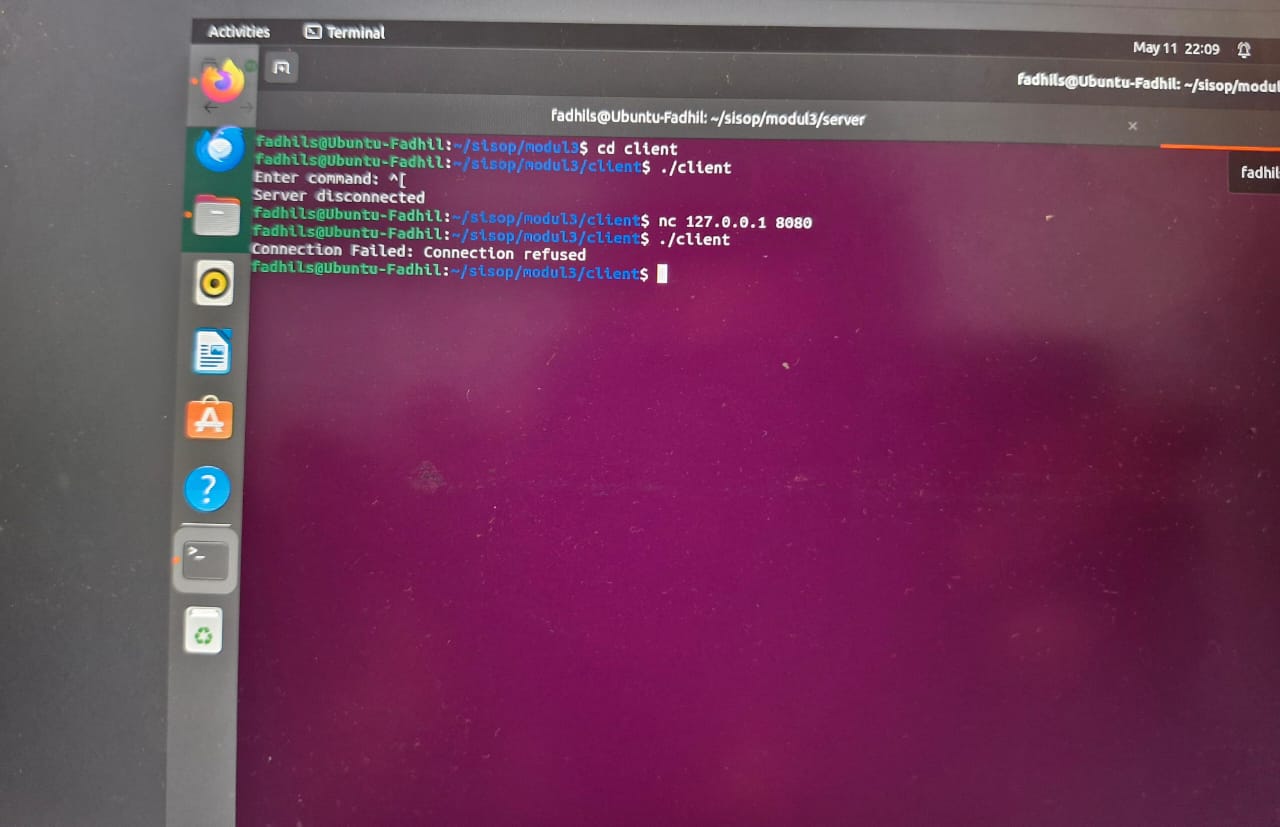 Activities Terminal
May 11 22:09
fadhils@Ubuntu-Fadhil: ~/sisop/modul
fadhils@Ubuntu-Fadhil: ~/sisop/modul3/server
fadhil
fadhils@Ubuntu-Fadhil:~/sisop/modul3$ cd client
fadhils@Ubuntu-Fadhil:~/sisop/modul3/client$ ./client
Enter command: ^[
Server disconnected
fadhils@Ubuntu-Fadhil:~/sisop/modul3/client$ nc 127.0.0.1 8080
fadhils@Ubuntu-Fadhil:~/sisop/modul3/client$ ./client
Connection Failed: Connection refused
fadhils@Ubuntu-Fadhil:~/sisop/modul3/client$